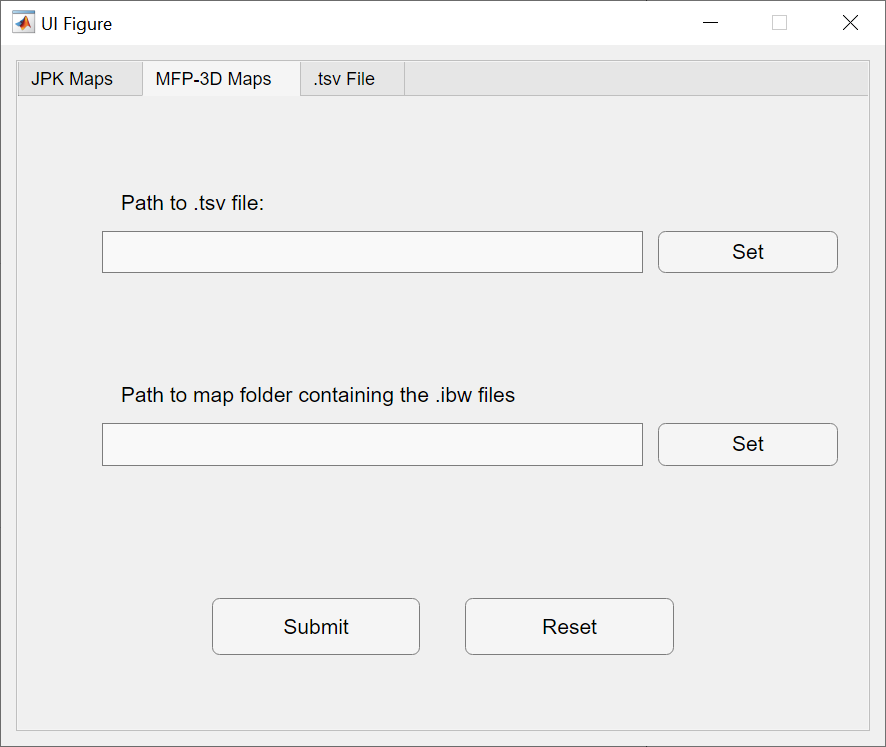 UI Figure
JPK Maps MFP-3D Maps .tsv File
Path to .tsv file:
Set
Path to map folder containing the .ibw files
Set
Submit Reset